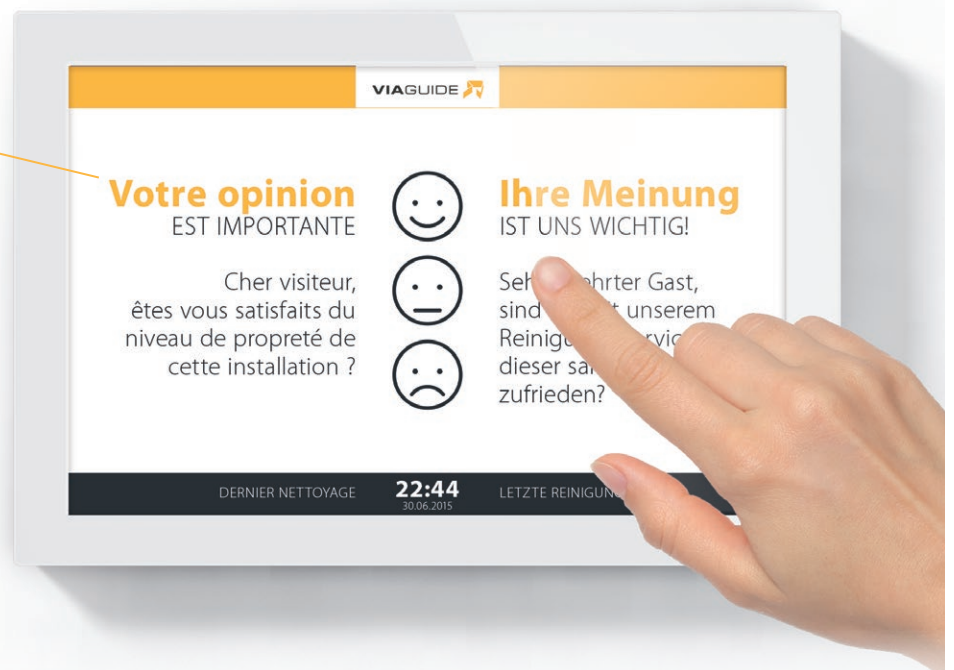 VIAGUIDE
Votre opinion
EST IMPORTANTE
Cher visiteur,
êtes vous satisfaits du
niveau de propreté de
cette installation ?
Ihre Meinung
IST UNS WICHTIG!
Gast,
sind unserem
dieser
zufrieden?
DERNIER NETTOYAGE
22:44
30.06.2015
LETZTE